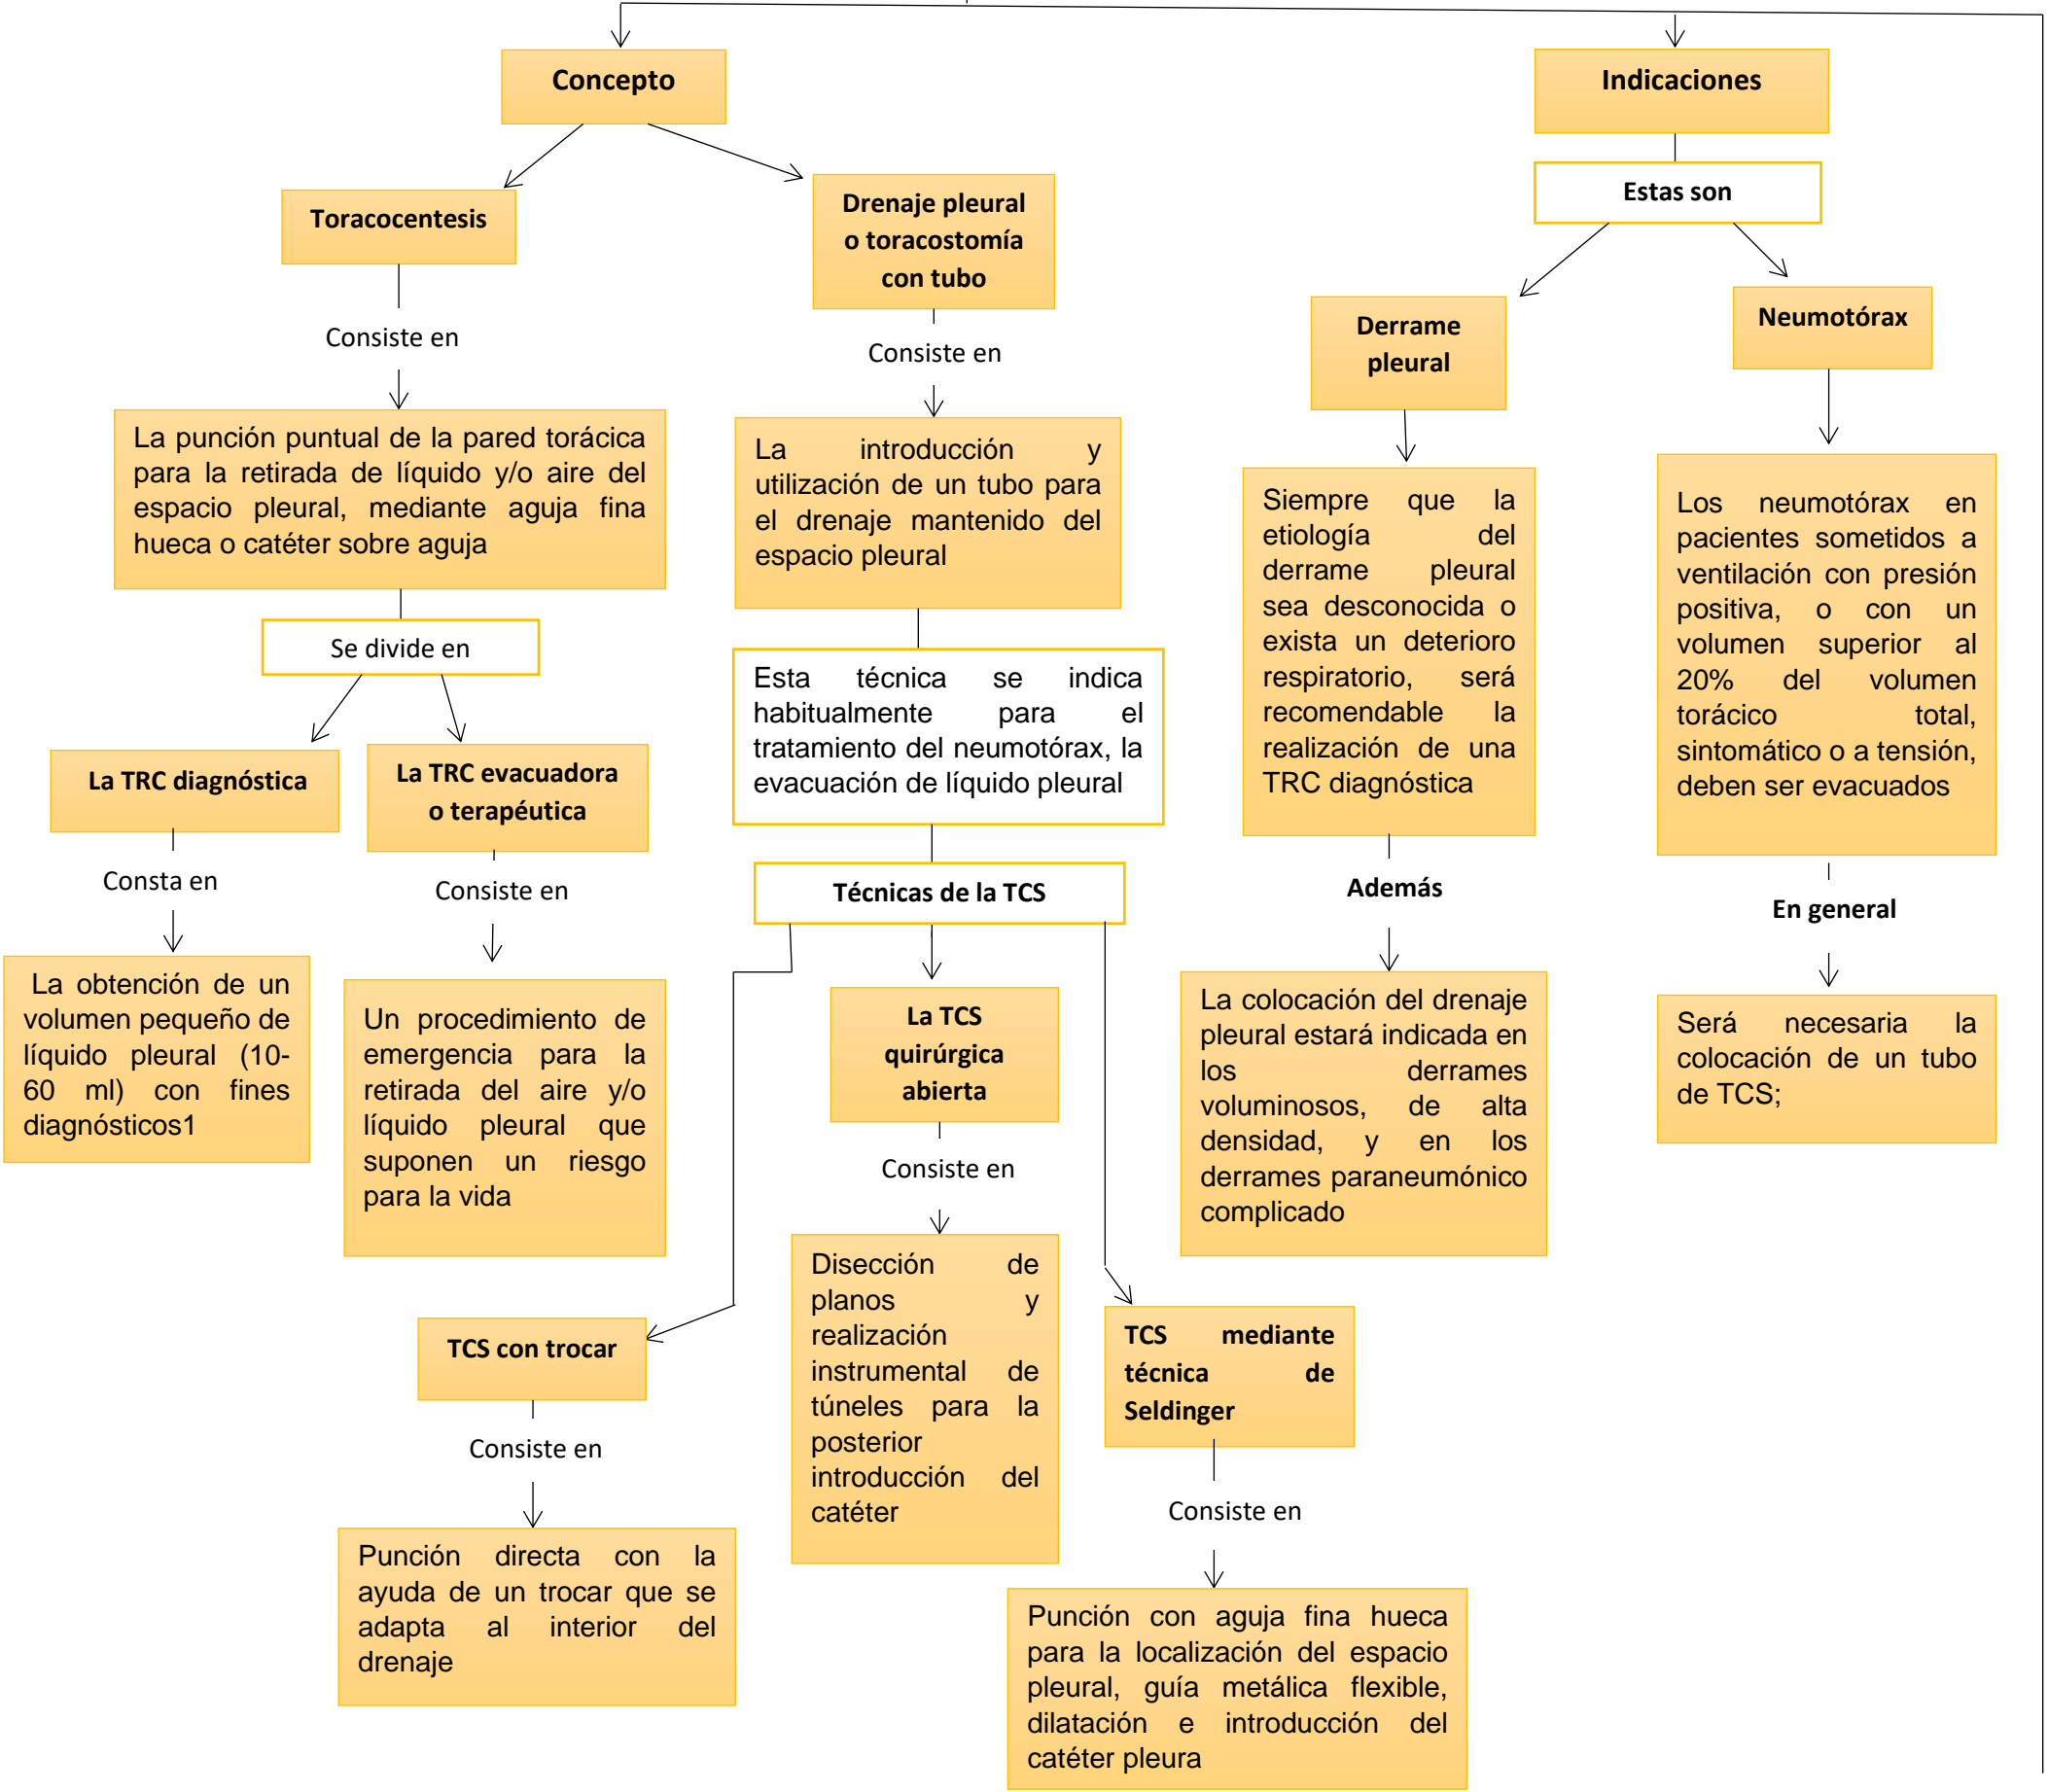 Concepto
Toracocentesis
Consiste en
La punción puntual de la pared torácica
para la retirada de líquido y/o aire del
espacio pleural, mediante aguja fina
hueca o catéter sobre aguja
Se divide en
La TRC diagnóstica
Consta en
La obtención de un
volumen pequeño de
líquido pleural (10-
60 ml) con fines
diagnósticos1
La TRC evacuadora
o terapéutica
Consiste en
Un procedimiento de
emergencia para la
retirada del aire y/o
líquido pleural que
suponen un riesgo
para la vida
Drenaje pleural
o toracostomía
con tubo
Consiste en
La introducción y
utilización de un tubo para
el drenaje mantenido del
espacio pleural
Esta técnica se indica
habitualmente para el
tratamiento del neumotórax, la
evacuación de líquido pleural
Técnicas de la TCS
TCS con trocar
Consiste en
Punción directa con la
ayuda de un trocar que se
adapta al interior del
drenaje
La TCS
quirúrgica
abierta
Consiste en
Disección de
planos y
realización
instrumental de
túneles para la
posterior
introducción del
catéter
TCS mediante
técnica de
Seldinger
Consiste en
Punción con aguja fina hueca
para la localización del espacio
pleural, guía metálica flexible,
dilatación e introducción del
catéter pleura
Indicaciones
Estas son
Derrame
pleural
Siempre que la
etiología del
derrame pleural
sea desconocida o
exista un deterioro
respiratorio, será
recomendable la
realización de una
TRC diagnóstica
Además
La colocación del drenaje
pleural estará indicada en
los derrames
voluminosos, de alta
densidad, y en los
derrames paraneumónico
complicado
Neumotórax
Los neumotórax en
pacientes sometidos a
ventilación con presión
positiva, o con un
volumen superior al
20% del volumen
torácico total,
sintomático o a tensión,
deben ser evacuados
En general
Será necesaria la
colocación de un tubo
de TCS;